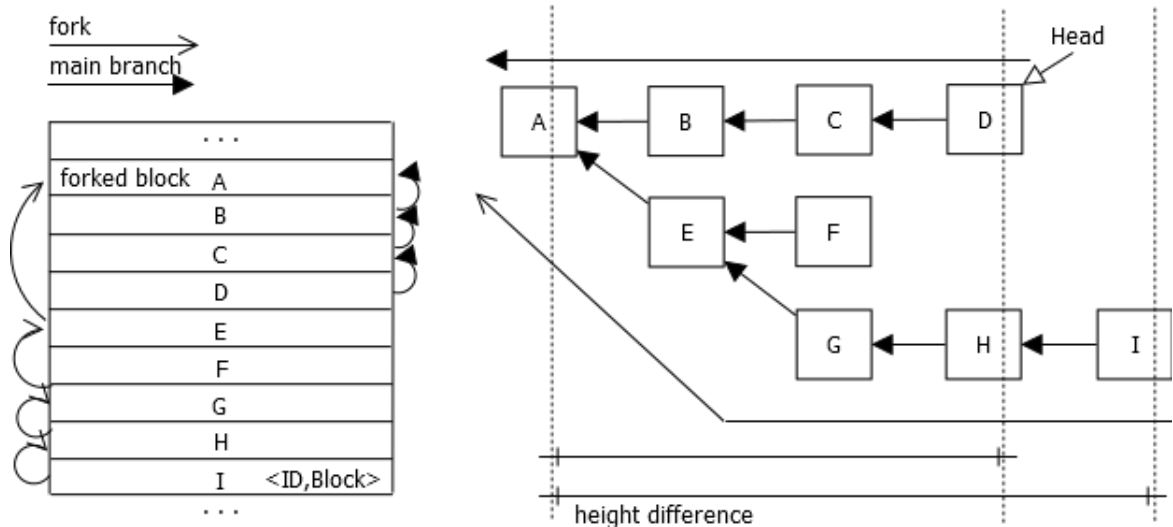 fork
main branch
. . .
forked block A
B
C
D
E
F
G
H
I <ID,Block>
. . .
Head
A B C D
E F
G H I
height difference